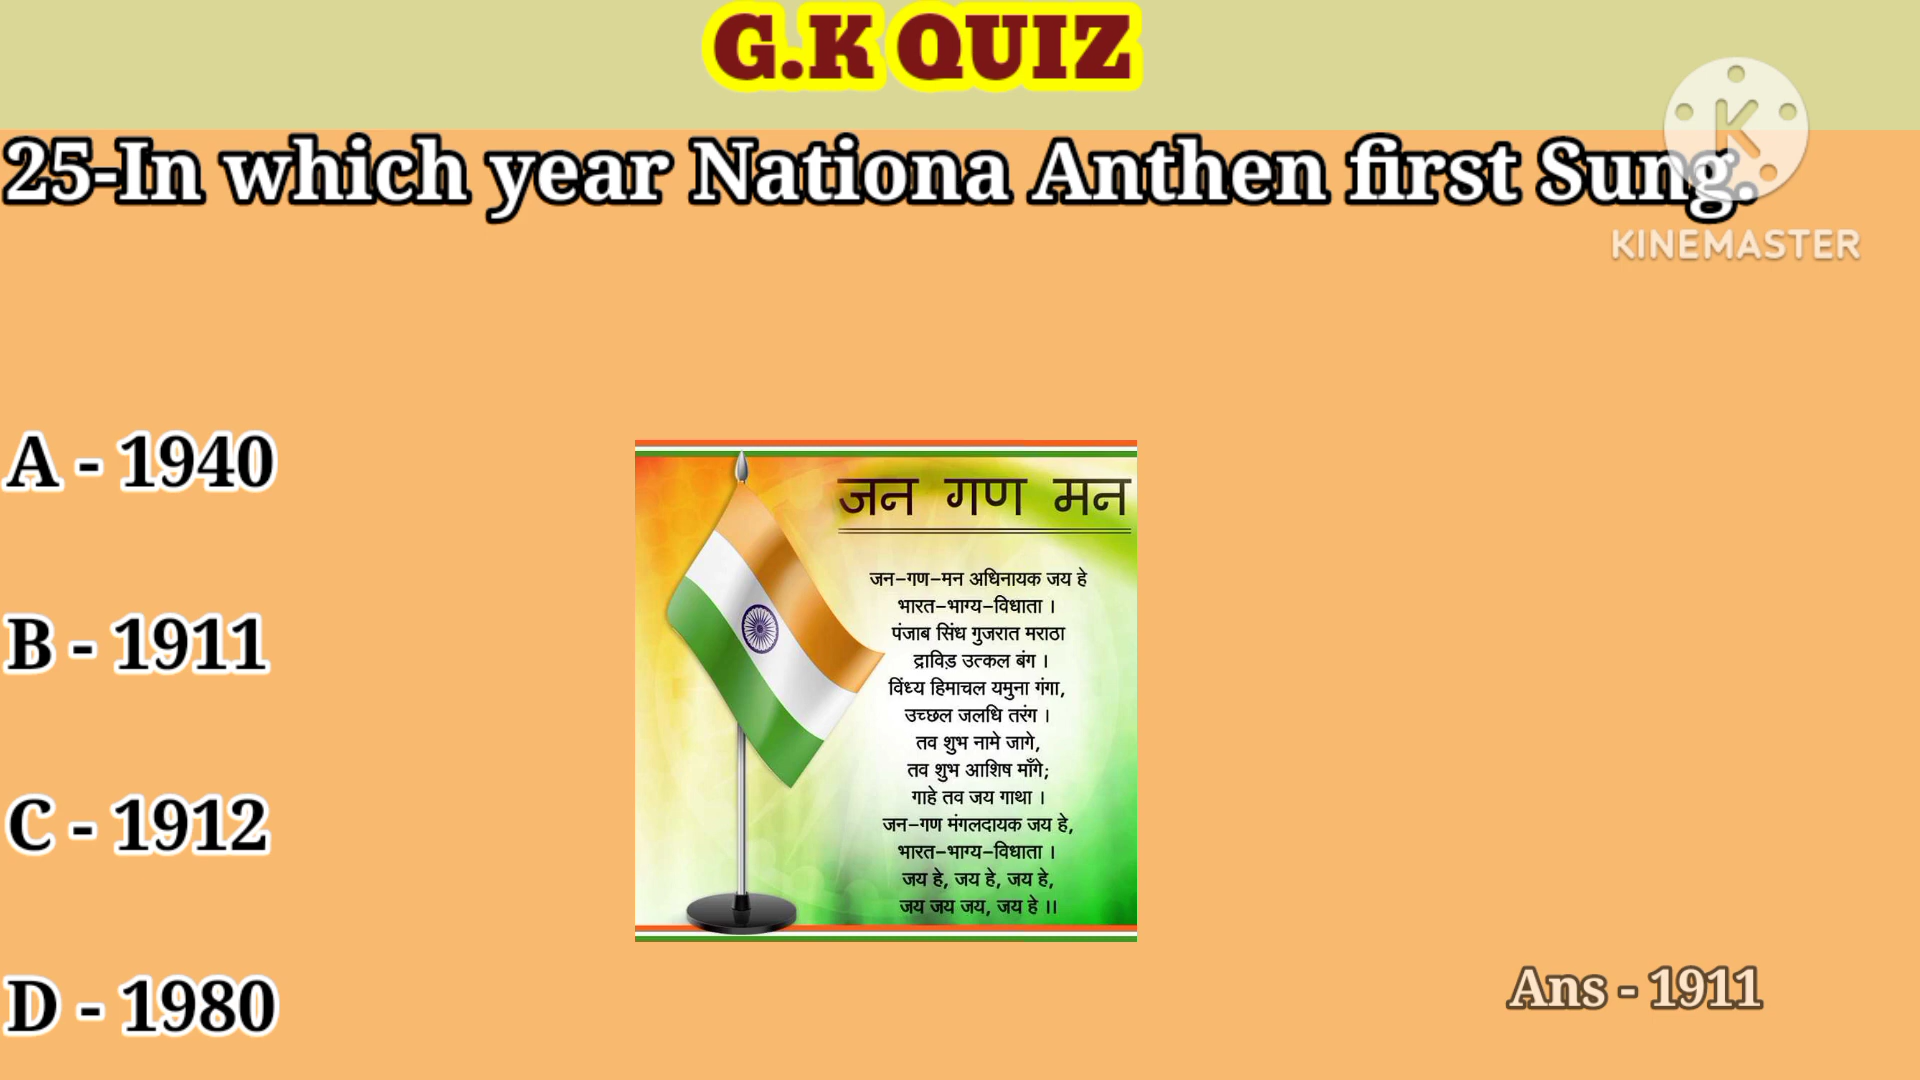 G.K QUIZ
25-In which year Nationa Anthen first Sung.
K
KINEMASTER
A - 1940
B - 1911
C - 1912
D - 1980
जन गण मन
जन-गण-मन अधिनायक जय हे
भारत-भाग्य-विधाता ।
पंजाब सिंध गुजरात मराठा
द्राविड़ उत्कल बंग ।
विंध्य हिमाचल यमुना गंगा,
उच्छल जलधि तरंग ।
तव शुभ नामे जागे,
तव शुभ आशिष माँगे;
गाहे तव जय गाथा ।
जन-गण मंगलदायक जय हे,
भारत-भाग्य-विधाता ।
जय हे, जय हे, जय हे,
जय जय जय, जय हे ।।
Ans - 1911